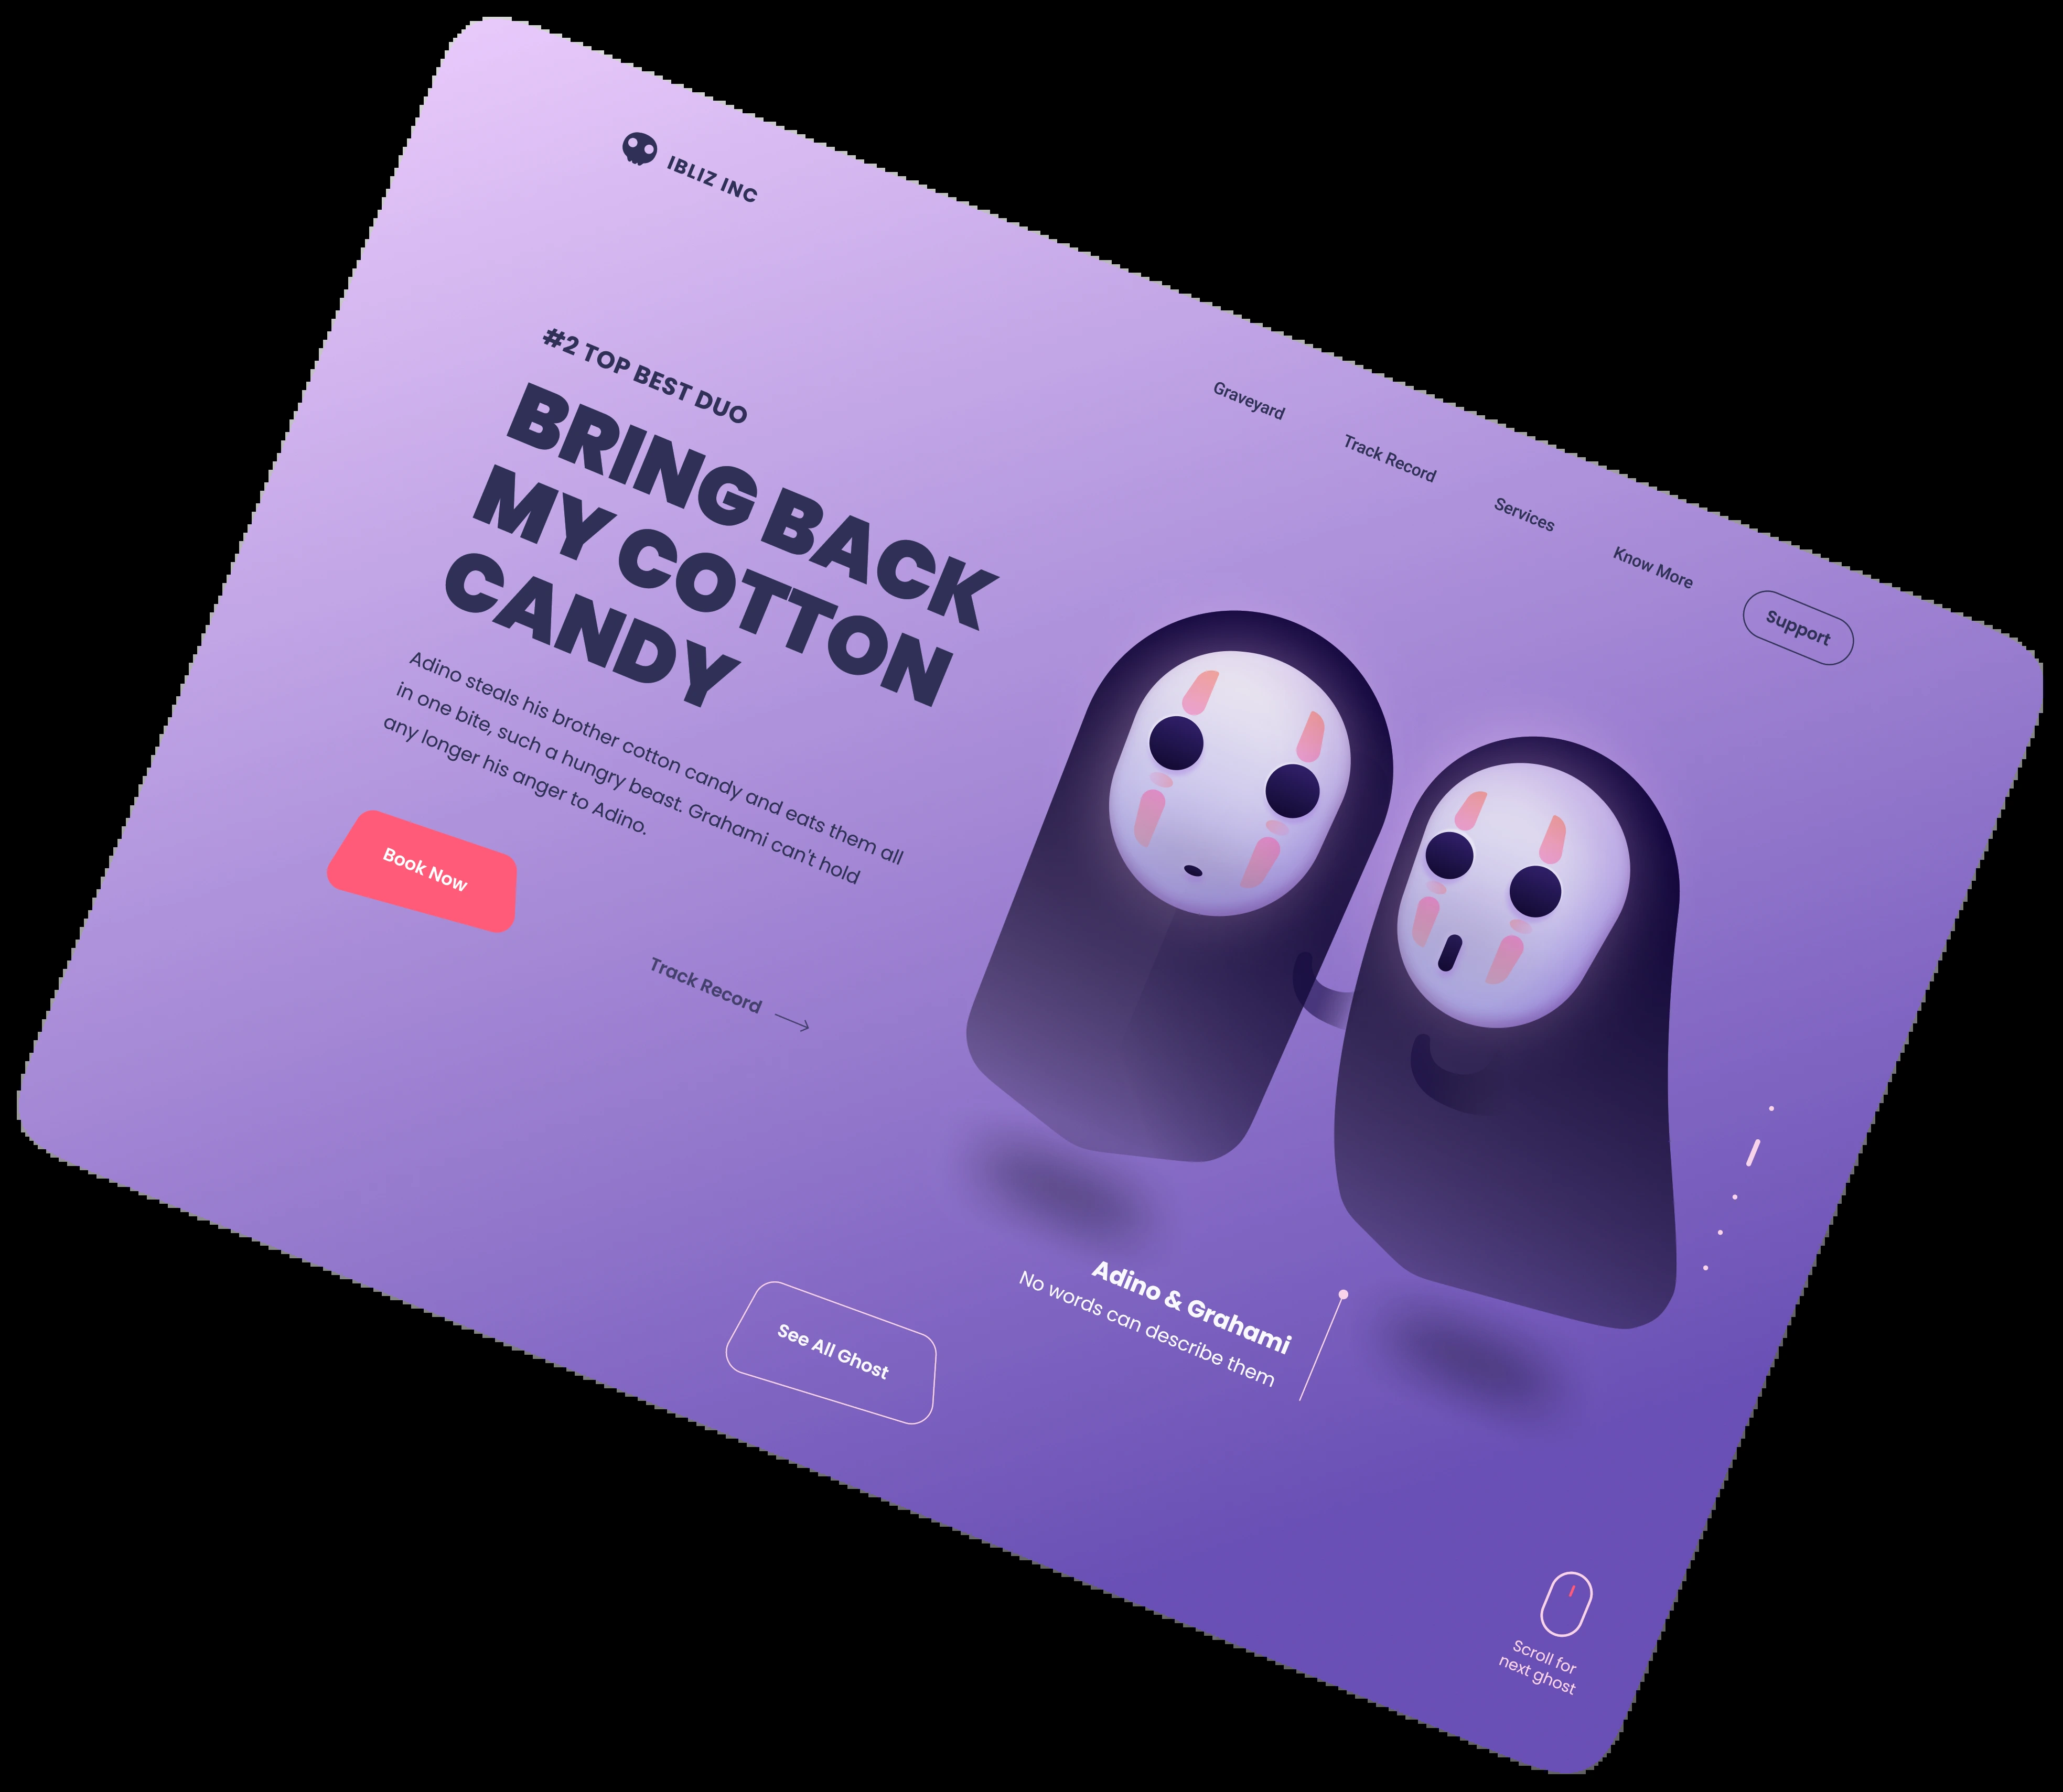 IBLIZ INC
Graveyard
Track Record
Services
Know More
Support
#2 TOP BEST DUO
BRING BACK
MY COTTON
CANDY
Adino steals his brother cotton candy and eats them all
in one bite, such a hungry beast. Grahami can't hold
any longer his anger to Adino.
Book Now
Track Record
See All Ghost
Adino & Grahami
No words can describe them
Scroll for
next ghost